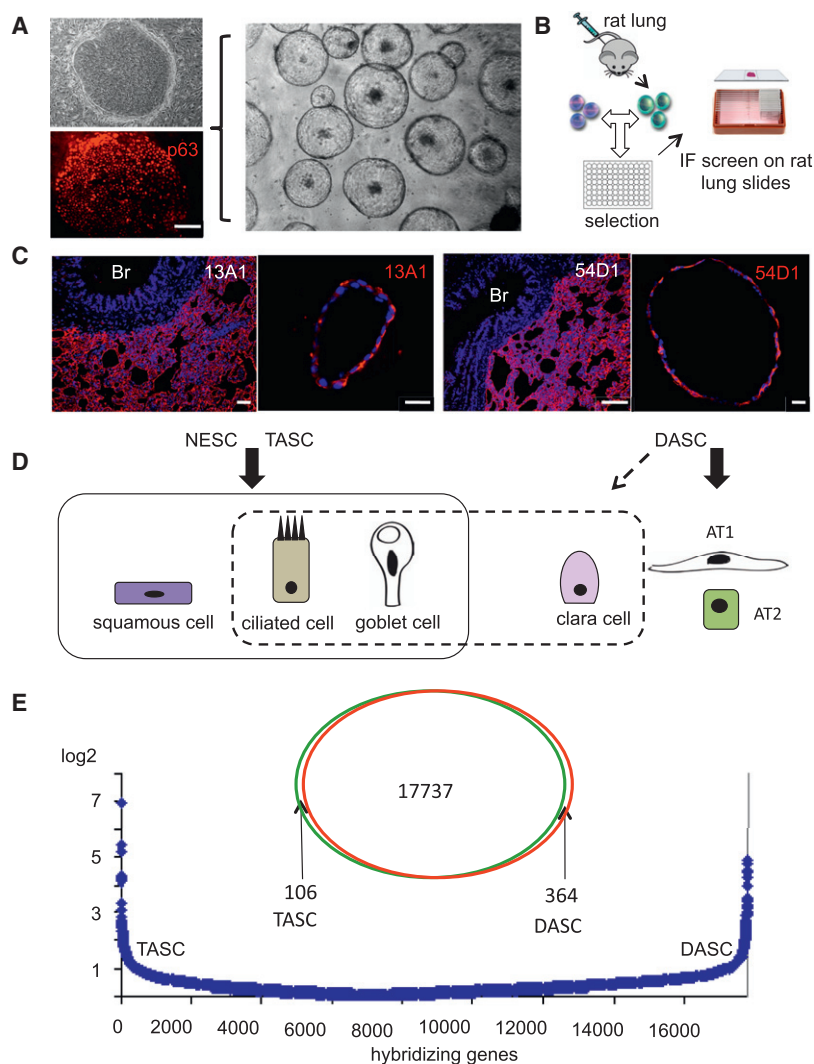 A
p63
B
rat lung
IF screen on rat
lung slides
selection
C
Br
13A1
13A1
Br
54D1
54D1
D
NESC
TASC
DASC
squamous cell
ciliated cell
goblet cell
clara cell
AT1
AT2
E
log2
7
5
3
1
17737
106
TASC
364
DASC
TASC
DASC
0 2000 4000 6000 8000 10000 12000 14000 16000
hybridizing genes